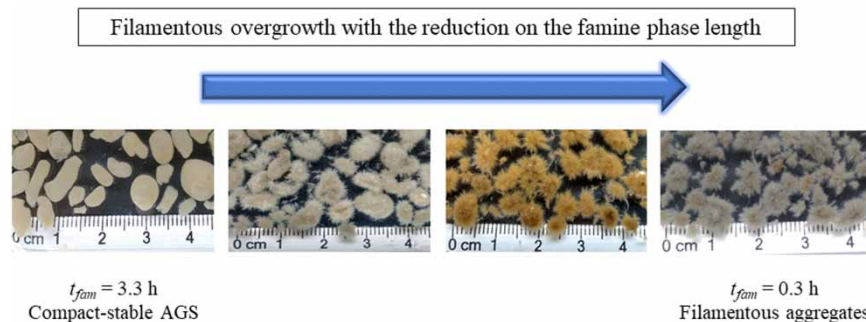 Filamentous overgrowth with the reduction on the famine phase length
0 cm 1 2 3 4
0 cm 1 2 3 4
0 cm 1 2 3 4
0 cm 1 2 3 4
t_fam = 3.3 h
Compact-stable AGS
t_fam = 0.3 h
Filamentous aggregates